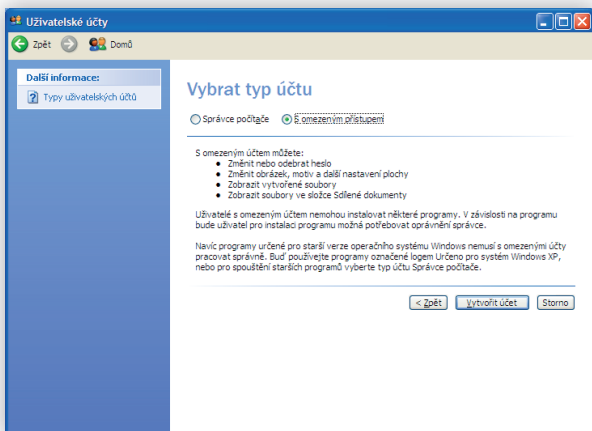 Uživatelské účty
Zpět Domů
Další informace:
Typy uživatelských účtů
Vybrat typ účtu
Správce počítače S omezeným přístupem
S omezeným účtem můžete:
• Změnit nebo odebrat heslo
• Změnit obrázek, motiv a další nastavení plochy
• Zobrazit vytvořené soubory
• Zobrazit soubory ve složce Sdílené dokumenty
Uživatelé s omezeným účtem nemohou instalovat některé programy. V závislosti na programu
bude uživatel pro instalaci programu možná potřebovat oprávnění správce.
Navíc programy určené pro starší verze operačního systému Windows nemusí s omezenými účty
pracovat správně. Buď používejte programy označené logem Určeno pro systém Windows XP,
nebo pro spouštění starších programů vyberte typ účtu Správce počítače.
< Zpět Vytvořit účet Storno